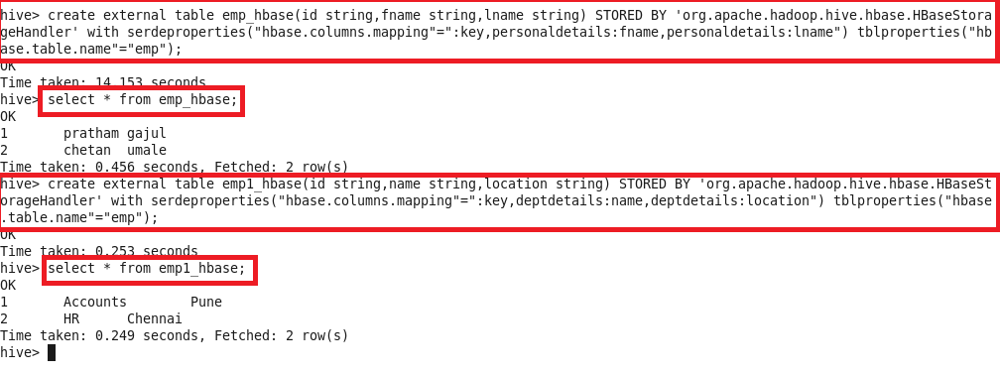 hive> create external table emp_hbase(id string,fname string,lname string) STORED BY 'org.apache.hadoop.hive.hbase.HBaseStora
geHandler' with serdeproperties("hbase.columns.mapping"=":key,personaldetails:fname,personaldetails:lname") tblproperties("hb
ase.table.name"="emp");
OK
Time taken: 14.153 seconds
hive> select * from emp_hbase;
OK
1       pratham gajul
2       chetan  umale
Time taken: 0.456 seconds, Fetched: 2 row(s)
hive> create external table emp1_hbase(id string,name string,location string) STORED BY 'org.apache.hadoop.hive.hbase.HBaseSt
orageHandler' with serdeproperties("hbase.columns.mapping"=":key,deptdetails:name,deptdetails:location") tblproperties("hbase
.table.name"="emp");
OK
Time taken: 0.253 seconds
hive> select * from emp1_hbase;
OK
1       Accounts        Pune
2       HR      Chennai
Time taken: 0.249 seconds, Fetched: 2 row(s)
hive>